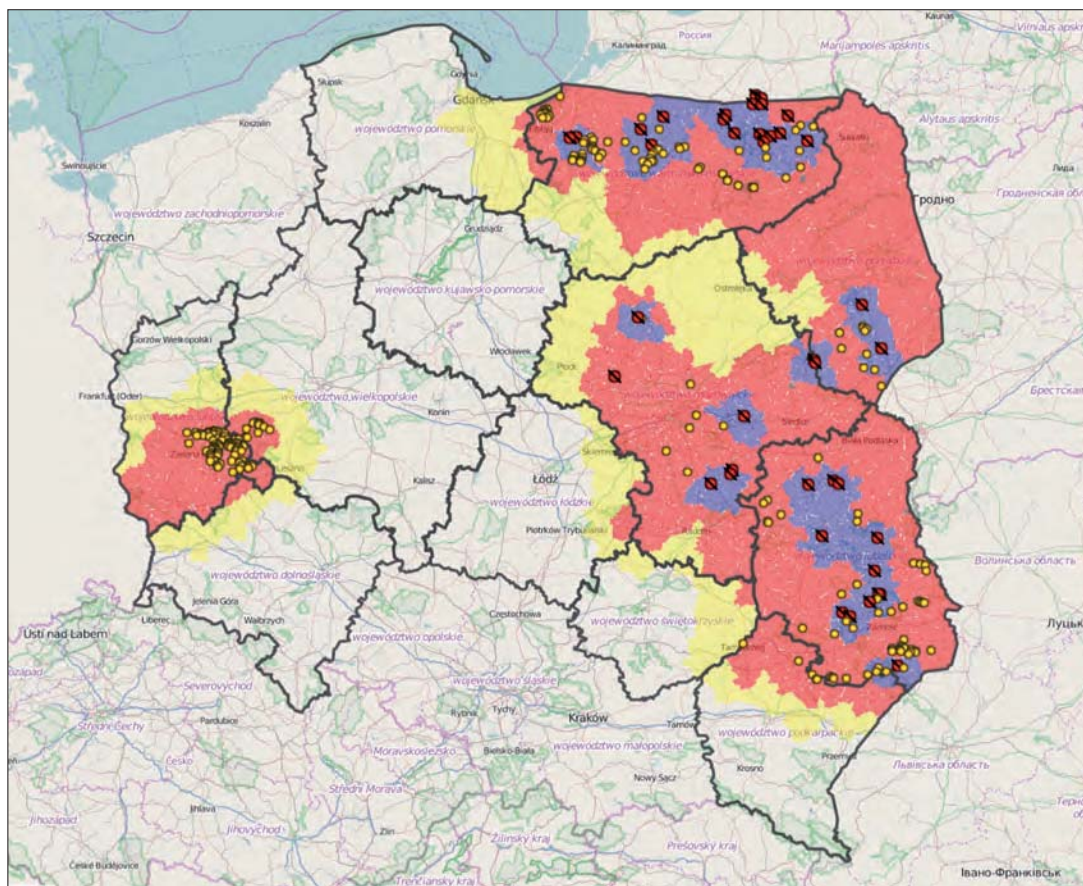 Kaunas
Vilniaus aps
Россия
Калининград
Marijampolės apskritis
Gdynia
Słupsk
Gdańsk
Alytaus apskritis
Koszalin
województwo pomorskie
Suwałki
Świnoujście
Лида
Гродненская обл
гродно
województwo zachodniopomorskie
Szczecin
Grudziądz
Ostrołęka
województwo kujawsko-pomorskie
Gorzów Wielkopolski
Włocławek
Płock
Брестская
Frankfurt (Oder)
województwo wielkopolskie
Konin
Siedlce
Biała Podlaska
Zielona
Leszno
Kalisz
Łódź
województwo łódzkie
Piotrków Trybunalski
Radom
Волинська область
województwo dolnośląskie
Jelenia Góra
Wałbrzych
Liberec
Częstochowa
województwo świętokrzyskie
Ústí nad Labem
województwo opolskie
Zamość
Луцьк
Tarnobrzeg
Severovýchod
województwo śląskie
Střední Čechy
Pardubice
Rybnik
Tychy
Kraków
Tarnów
województwo podkarpackie
Moravskoslezsko
Česko
Bielsko-Biała
województwo małopolskie
Przemyśl
Львівська область
Střední Morava
Nowy Sącz
Krosno
Jihlava
Jihozápad
Jihovýchod
Zlín
Žilinský kraj
Prešovský kraj
České Budějovice
Trenčiansky kraj
Івано-Франківськ